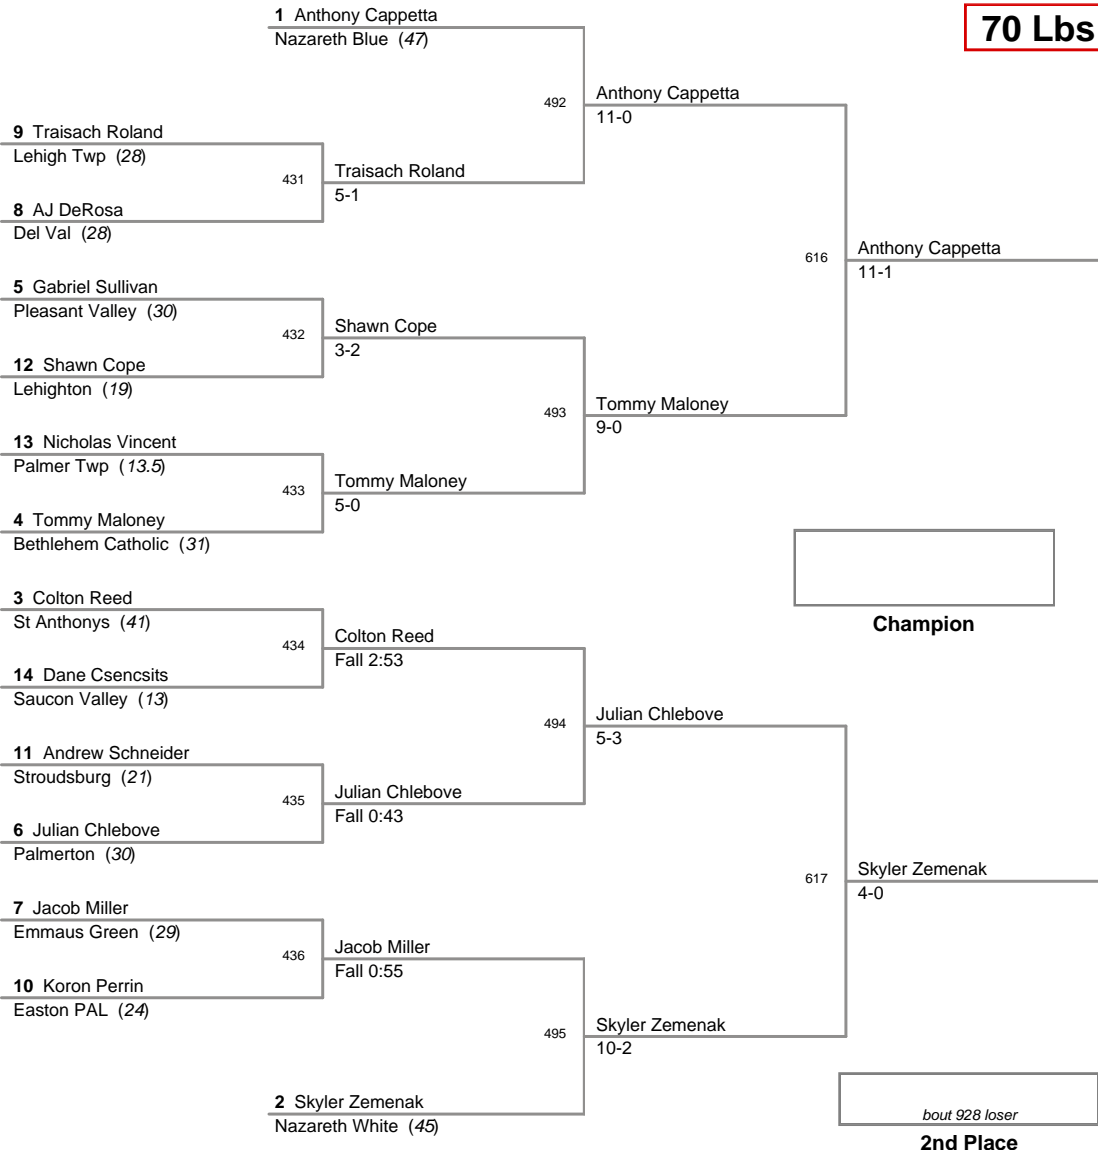 1 Anthony Cappetta
Nazareth Blue (47)
70 Lbs
492
Anthony Cappetta
11-0
9 Traisach Roland
Lehigh Twp (28)
431
Traisach Roland
5-1
8 AJ DeRosa
Del Val (28)
616
Anthony Cappetta
11-1
5 Gabriel Sullivan
Pleasant Valley (30)
432
Shawn Cope
3-2
12 Shawn Cope
Lehighton (19)
493
Tommy Maloney
9-0
13 Nicholas Vincent
Palmer Twp (13.5)
433
Tommy Maloney
5-0
4 Tommy Maloney
Bethlehem Catholic (31)
Champion
3 Colton Reed
St Anthonys (41)
434
Colton Reed
Fall 2:53
14 Dane Csencsits
Saucon Valley (13)
494
Julian Chlebove
5-3
11 Andrew Schneider
Stroudsburg (21)
435
Julian Chlebove
Fall 0:43
6 Julian Chlebove
Palmerton (30)
617
Skyler Zemenak
4-0
7 Jacob Miller
Emmaus Green (29)
436
Jacob Miller
Fall 0:55
10 Koron Perrin
Easton PAL (24)
495
Skyler Zemenak
10-2
2 Skyler Zemenak
Nazareth White (45)
bout 928 loser
2nd Place